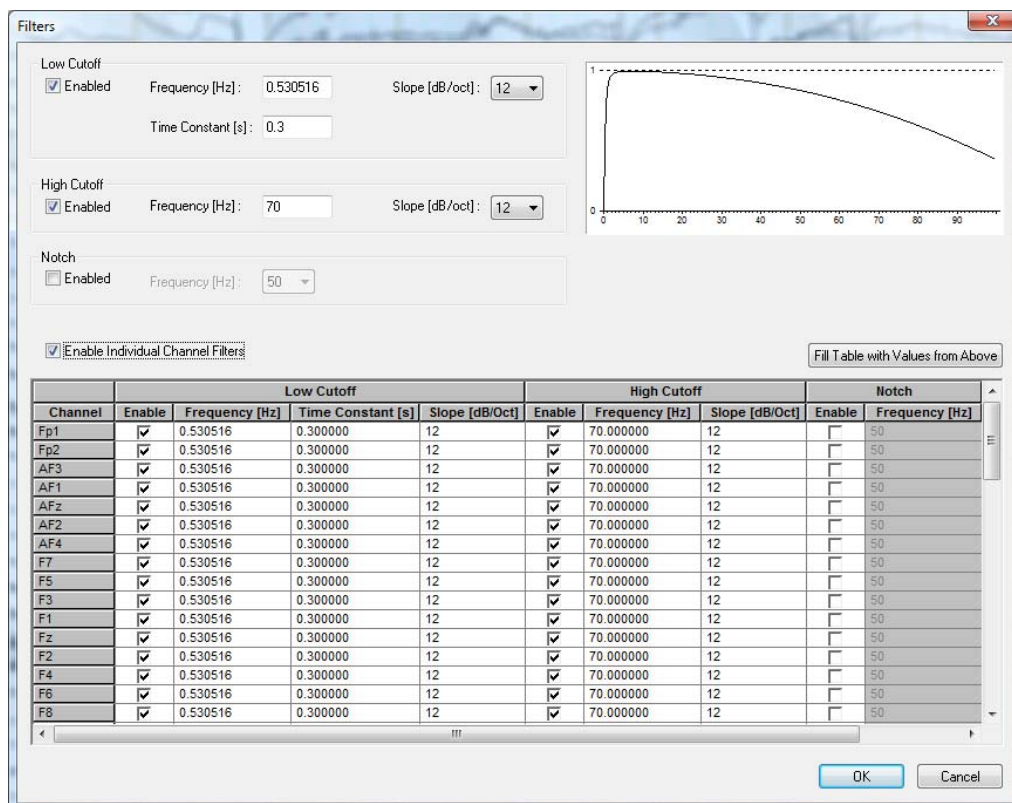 Filters
Low Cutoff
Enabled Frequency [Hz] : 0.530516 Slope [dB/oct] : 12
Time Constant [s] : 0.3
High Cutoff
Enabled Frequency [Hz] : 70 Slope [dB/oct] : 12
Notch
Enabled Frequency [Hz] : 50
1
0
0 10 20 30 40 50 60 70 80 90
Enable Individual Channel Filters
Fill Table with Values from Above
Low Cutoff High Cutoff Notch
Channel Enable Frequency [Hz] Time Constant [s] Slope [dB/Oct] Enable Frequency [Hz] Slope [dB/Oct] Enable Frequency [Hz]
Fp1 0.530516 0.300000 12 70.000000 12 50
Fp2 0.530516 0.300000 12 70.000000 12 50
AF3 0.530516 0.300000 12 70.000000 12 50
AF1 0.530516 0.300000 12 70.000000 12 50
AFz 0.530516 0.300000 12 70.000000 12 50
AF2 0.530516 0.300000 12 70.000000 12 50
AF4 0.530516 0.300000 12 70.000000 12 50
F7 0.530516 0.300000 12 70.000000 12 50
F5 0.530516 0.300000 12 70.000000 12 50
F3 0.530516 0.300000 12 70.000000 12 50
F1 0.530516 0.300000 12 70.000000 12 50
Fz 0.530516 0.300000 12 70.000000 12 50
F2 0.530516 0.300000 12 70.000000 12 50
F4 0.530516 0.300000 12 70.000000 12 50
F6 0.530516 0.300000 12 70.000000 12 50
F8 0.530516 0.300000 12 70.000000 12 50
OK Cancel